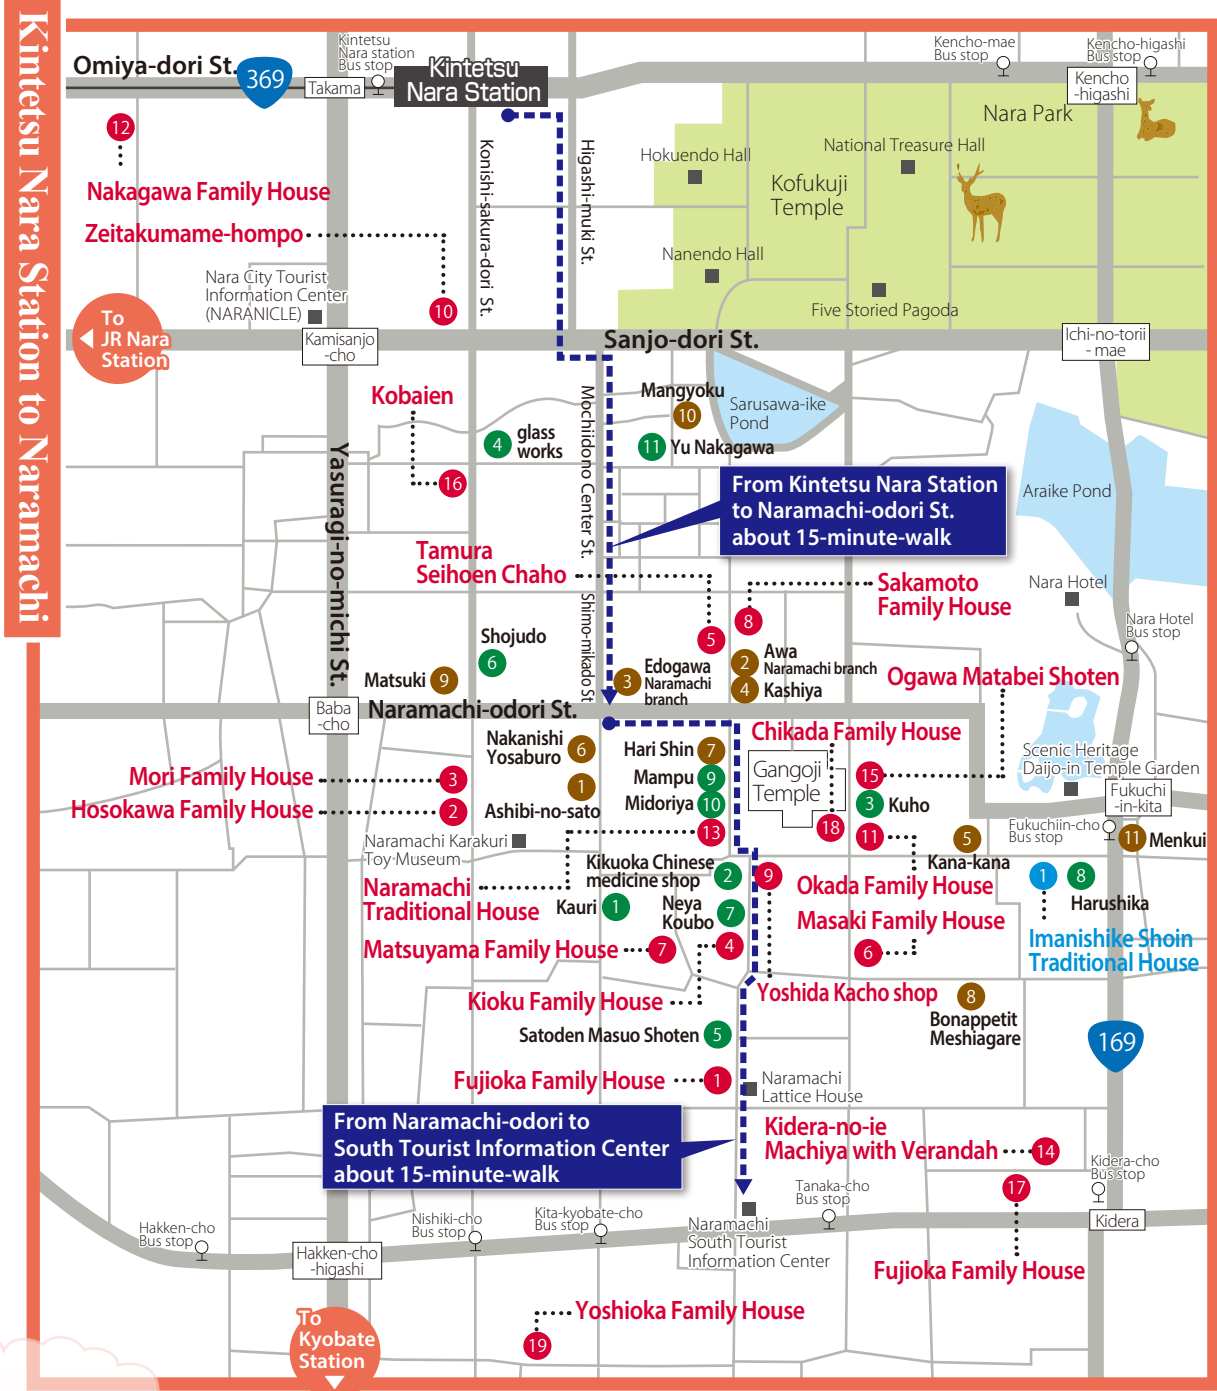 Kintetsu Nara Station to Naramachi
Omiya-dori St.
369
Takama
Kintetsu
Nara station
Bus stop
Kintetsu
Nara Station
Kencho-mae
Bus stop
Kencho-higashi
Bus stop
Kencho
-higashi
Nara Park
12
Nakagawa Family House
Zeitakumame-hompo
Konishi-sakura-dori St.
Higashi-muki St.
Hokuendo Hall
National Treasure Hall
Kofukuji
Temple
Nanendo Hall
Five Storied Pagoda
Nara City Tourist
Information Center
(NARANICLE)
10
To
JR Nara
Station
Kamisanjo
-cho
Sanjo-dori St.
Ichi-no-torii
- mae
Kobaien
16
4
glass
works
Mochiidono Center St.
Mangyoku
10
Sarusawa-ike
Pond
11
Yu Nakagawa
Yasuragi-no-michi St.
From Kintetsu Nara Station
to Naramachi-odori St.
about 15-minute-walk
Araike Pond
Tamura
Seihoen Chaho
5
8
Sakamoto
Family House
Nara Hotel
Nara Hotel
Bus stop
Shimo-mikado St.
Shojudo
6
Matsuki
9
3
Edogawa
Naramachi
branch
2
Awa
Naramachi branch
4
Kashiya
Ogawa Matabei Shoten
Baba
-cho
Naramachi-odori St.
Nakanishi
Yosaburo
6
1
Ashibi-no-sato
Hari Shin
7
Mampu
9
Midoriya
10
13
Chikada Family House
Gangoji
Temple
18
15
3
Kuho
11
Scenic Heritage
Daijo-in Temple Garden
Fukuchi
-in-kita
Fukuchiin-cho
Bus stop
11
Menkui
5
Kana-kana
Mori Family House
3
Hosokawa Family House
2
Naramachi Karakuri
Toy Museum
Naramachi
Traditional House
Kikuoka Chinese
medicine shop
2
9
Okada Family House
1
8
Harushika
Kauri
1
Neya
Koubo
7
Masaki Family House
6
Imanishike Shoin
Traditional House
Matsuyama Family House
7
4
Kioku Family House
Yoshida Kacho shop
8
Bonappetit
Meshiagare
169
Satoden Masuo Shoten
5
Fujioka Family House
1
Naramachi
Lattice House
From Naramachi-odori to
South Tourist Information Center
about 15-minute-walk
Kidera-no-ie
Machiya with Verandah
14
17
Kidera-cho
Bus stop
Kidera
Tanaka-cho
Bus stop
Naramachi
South Tourist
Information Center
Kita-kyobate-cho
Bus stop
Nishiki-cho
Bus stop
Hakken-cho
Bus stop
Hakken-cho
-higashi
Fujioka Family House
Yoshioka Family House
19
To
Kyobate
Station